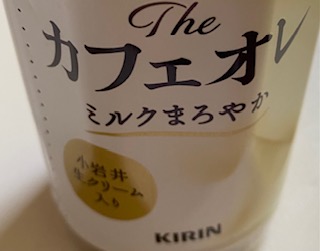 The
カフェオレ
ミルクまろやか
小岩井
生クリーム
入り
KIRIN